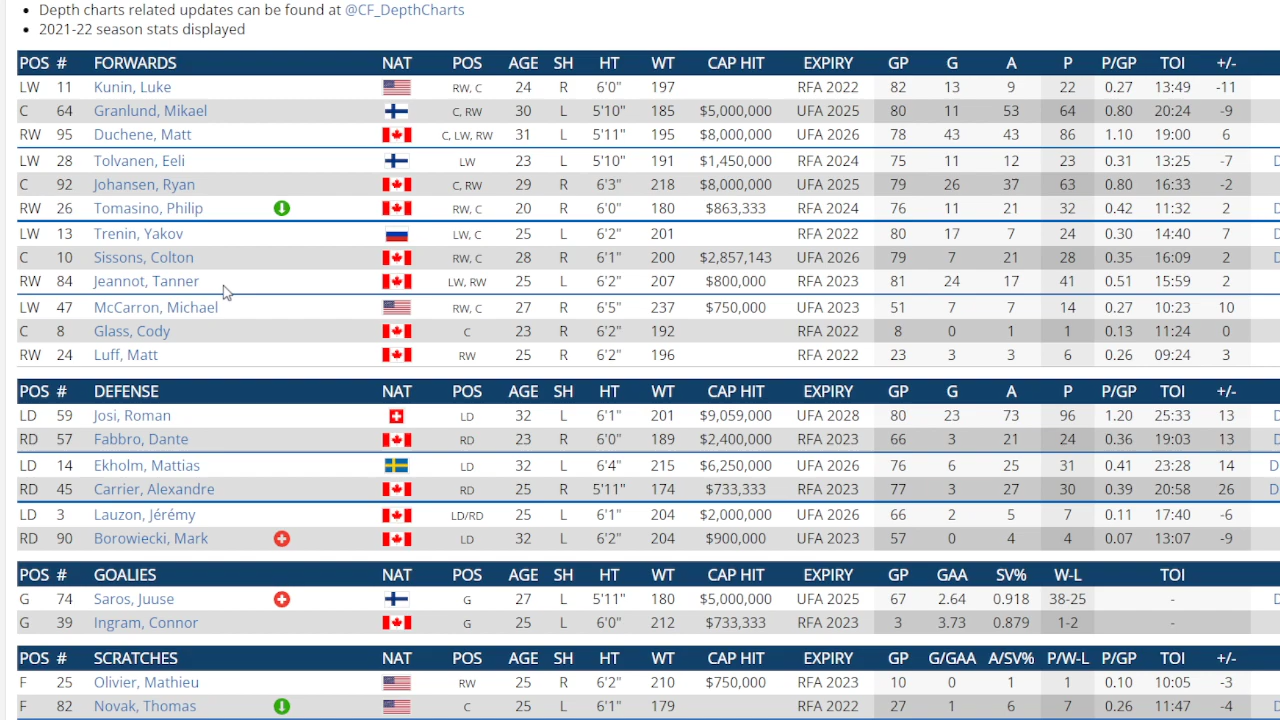 Depth charts related updates can be found at @CF_DepthCharts
2021-22 season stats displayed
POS # FORWARDS NAT POS AGE SH HT WT CAP HIT EXPIRY GP G A P P/GP TOI +/-
LW 11 Kunin, Luke RW, C 24 R 6'0" 197 RFA 2022 82 13 9 22 0.27 13:49 -11
C 64 Granlund, Mikael C, RW 30 L 5'10" 185 $5,000,000 UFA 2025 80 11 53 64 0.80 20:24 -9
RW 95 Duchene, Matt C, LW, RW 31 L 5'11" 195 $8,000,000 UFA 2026 78 43 43 86 1.10 19:00 6
LW 28 Tolvanen, Eeli LW 23 L 5'10" 191 $1,450,000 RFA 2024 75 11 12 23 0.31 13:25 -7 D
C 92 Johansen, Ryan C, RW 29 R 6'3" 218 $8,000,000 UFA 2025 79 26 37 63 0.80 16:33 -2
RW 26 Tomasino, Philip RW, C 20 R 6'0" 180 $863,333 RFA 2024 76 11 21 32 0.42 11:32 2 D
LW 13 Trenin, Yakov LW, C 25 L 6'2" 201 RFA 2022 80 17 7 24 0.30 14:40 7 D
C 10 Sissons, Colton RW, C 28 R 6'1" 200 $2,857,143 UFA 2026 79 7 21 28 0.35 16:09 2 D
RW 84 Jeannot, Tanner LW, RW 25 L 6'2" 207 $800,000 RFA 2023 81 24 17 41 0.51 15:59 2
LW 47 McCarron, Michael RW, C 27 R 6'5" 237 $750,000 RFA 2023 51 7 7 14 0.27 10:23 10
C 8 Glass, Cody C 23 R 6'2" 192 RFA 2022 8 0 1 1 0.13 11:24 0
RW 24 Luff, Matt RW 25 R 6'2" 196 RFA 2022 23 3 3 6 0.26 09:24 3
POS # DEFENSE NAT POS AGE SH HT WT CAP HIT EXPIRY GP G A P P/GP TOI +/-
LD 59 Josi, Roman LD 32 L 6'1" 201 $9,059,000 UFA 2028 80 23 73 96 1.20 25:33 13 D
RD 57 Fabbro, Dante RD 23 R 6'0" 189 $2,400,000 RFA 2023 66 3 21 24 0.36 19:03 13
LD 14 Ekholm, Mattias LD 32 L 6'4" 215 $6,250,000 UFA 2026 76 6 25 31 0.41 23:28 14 D
RD 45 Carrier, Alexandre RD 25 R 5'11" 174 $733,333 RFA 2023 77 3 27 30 0.39 20:58 26 D
LD 3 Lauzon, Jérémy LD/RD 25 L 6'1" 204 $2,000,000 UFA 2026 66 2 5 7 0.11 17:40 -6
RD 90 Borowiecki, Mark LD 32 L 6'2" 204 $900,000 UFA 2023 57 0 4 4 0.07 13:07 -9
POS # GOALIES NAT POS AGE SH HT WT CAP HIT EXPIRY GP GAA SV% W-L TOI
G 74 Saros, Juuse G 27 L 5'11" 180 $5,000,000 UFA 2025 67 2.64 0.918 38-25 - D
G 39 Ingram, Connor G 25 L 6'0" 212 $733,333 RFA 2023 3 3.73 0.879 1-2 -
POS # SCRATCHES NAT POS AGE SH HT WT CAP HIT EXPIRY GP G/GAA A/SV% P/W-L P/GP TOI +/-
F 25 Olivier, Mathieu RW 25 R 6'2" 210 $750,000 RFA 2023 10 0 1 1 0.10 10:05 -3
F 82 Novak, Thomas C 25 L 6'1" 179 RFA 2022 27 1 6 7 0.26 11:47 -4